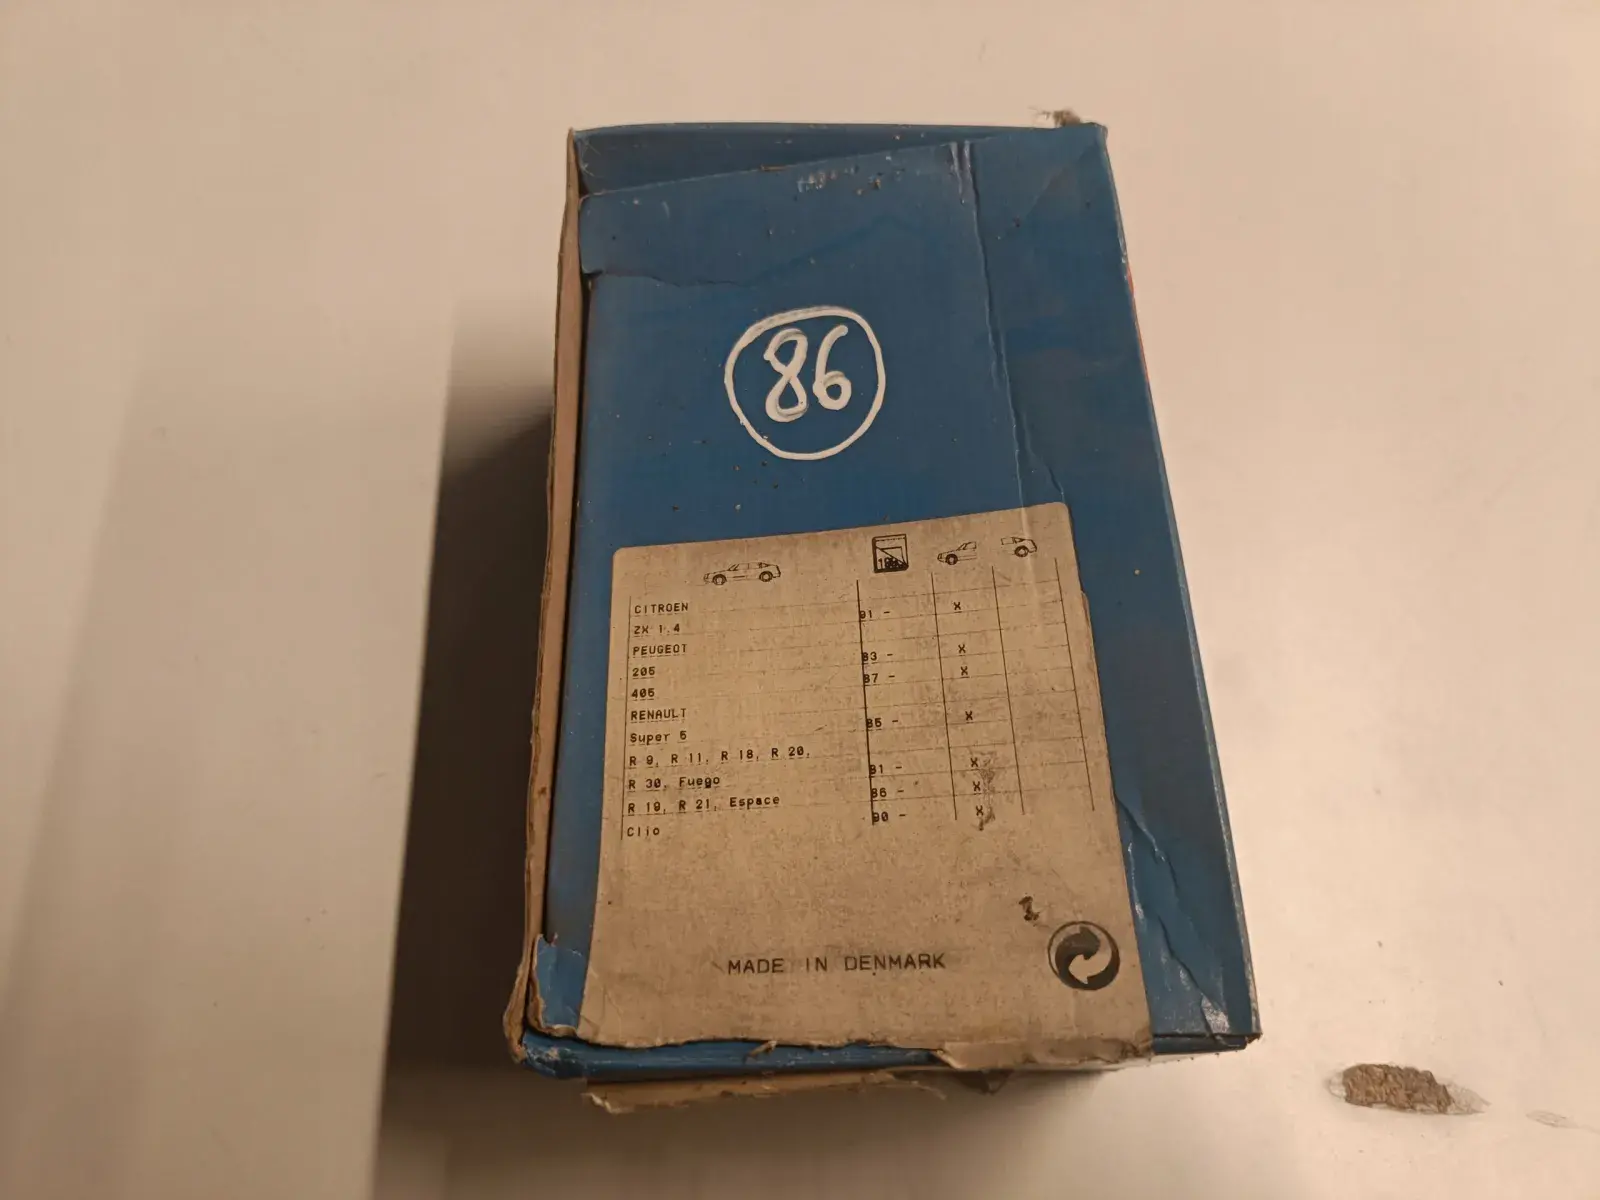 86
CITROEN
ZX 1.4 91 - X
PEUGEOT
205 83 - X
405 87 - X
RENAULT
Super 5 85 - X
R 9, R 11, R 18, R 20,
R 30, Fuego 81 - X
R 19, R 21, Espace 86 - X
Clio 90 - X
MADE IN DENMARK